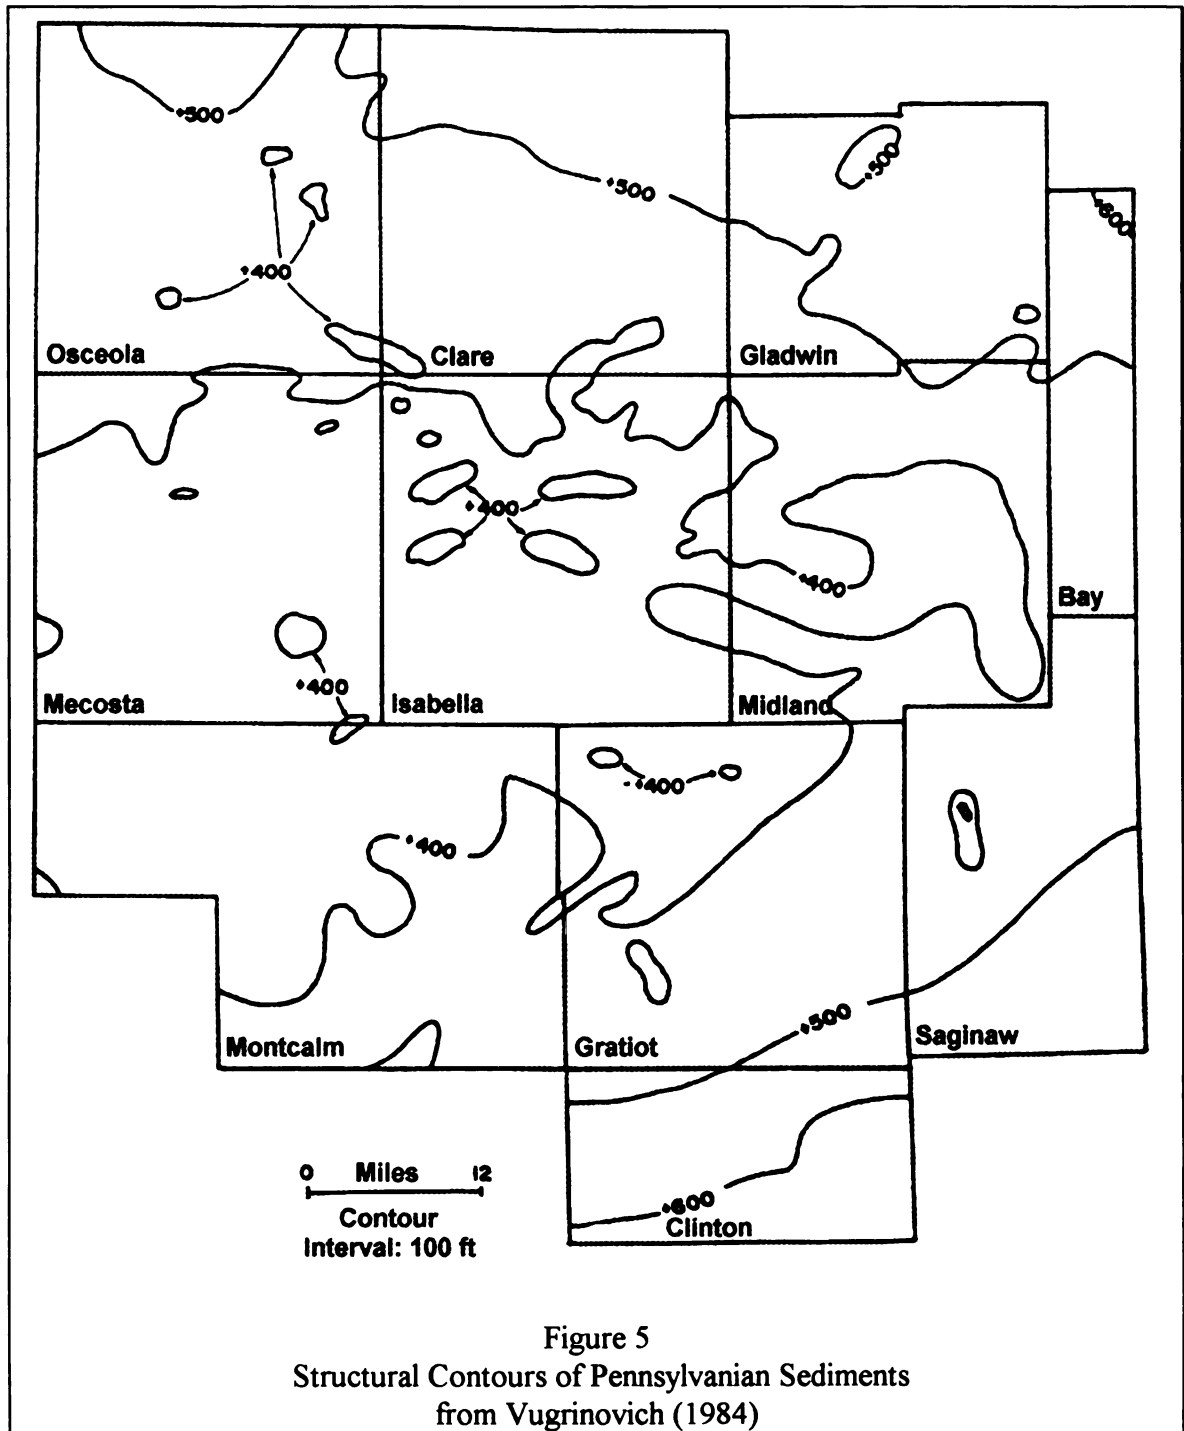 +500
+500
+500
+600
+400
Osceola
Clare
Gladwin
+400
+400
Bay
+400
Mecosta
Isabella
Midland
+400
+400
+500
Montcalm
Gratiot
Saginaw
0 Miles 12
Contour
Interval: 100 ft
+600
Clinton
Figure 5
Structural Contours of Pennsylvanian Sediments
from Vugrinovich (1984)